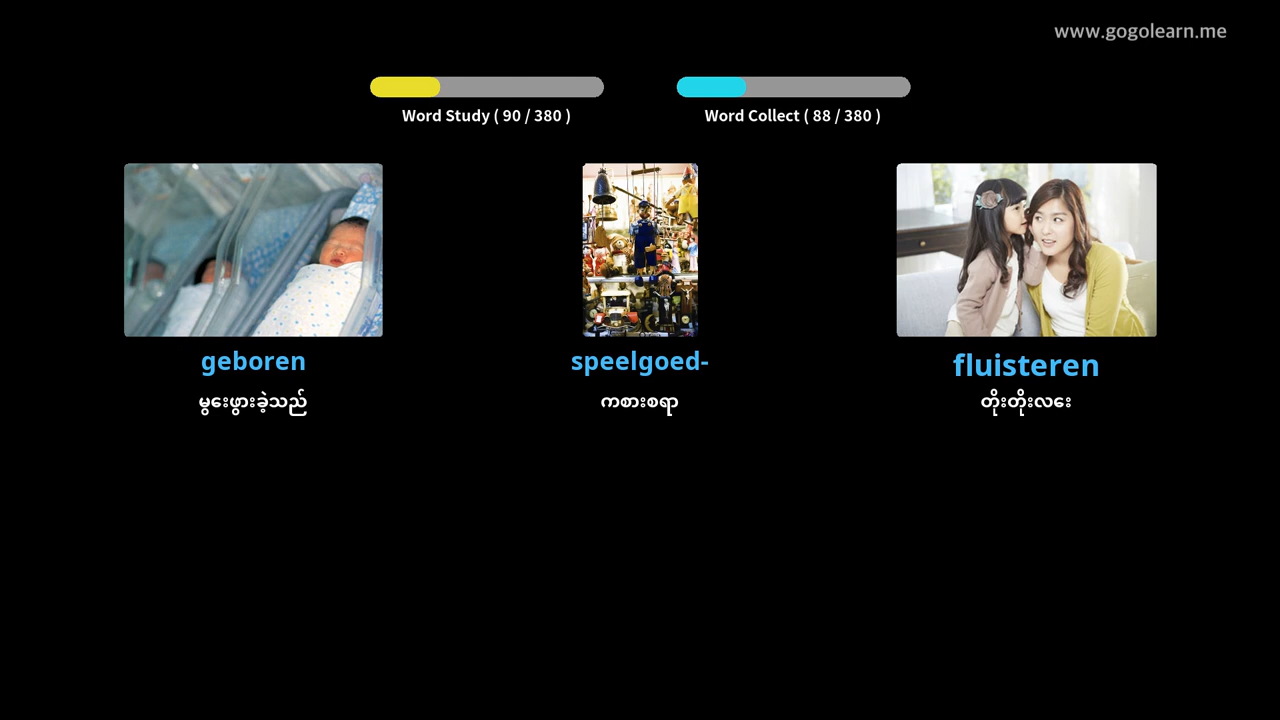 www.gogolearn.me
Word Study ( 90 / 380 )
Word Collect ( 88 / 380 )
geboren
speelgoed-
fluisteren
မွေးဖွားခဲ့သည်
ကစားစရာ
တိုးတိုးလေး